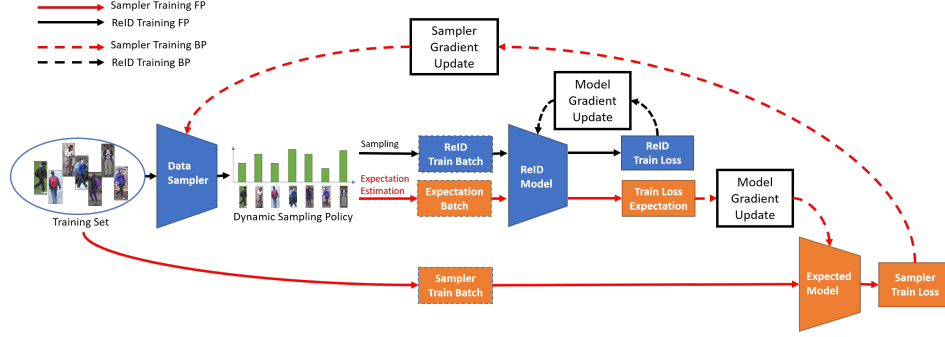 Sampler Training FP
ReID Training FP
Sampler Training BP
ReID Training BP
Sampler
Gradient
Update
Model
Gradient
Update
Training Set
Data
Sampler
Dynamic Sampling Policy
Sampling
Expectation
Estimation
ReID
Train Batch
Expectation
Batch
ReID
Model
ReID
Train Loss
Train Loss
Expectation
Model
Gradient
Update
Sampler
Train Batch
Expected
Model
Sampler
Train Loss